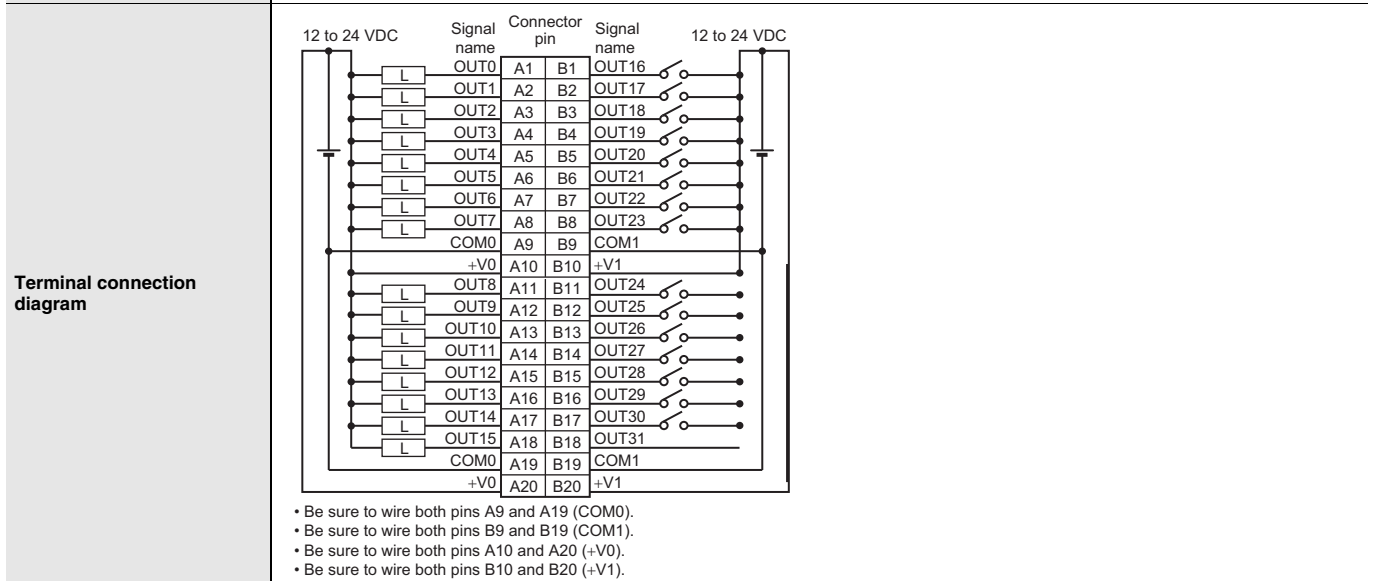 Terminal connection
diagram
12 to 24 VDC Signal name Connector pin Signal name 12 to 24 VDC
L OUT0 A1 B1 OUT16
L OUT1 A2 B2 OUT17
L OUT2 A3 B3 OUT18
L OUT3 A4 B4 OUT19
L OUT4 A5 B5 OUT20
L OUT5 A6 B6 OUT21
L OUT6 A7 B7 OUT22
L OUT7 A8 B8 OUT23
COM0 A9 B9 COM1
+V0 A10 B10 +V1
L OUT8 A11 B11 OUT24
L OUT9 A12 B12 OUT25
L OUT10 A13 B13 OUT26
L OUT11 A14 B14 OUT27
L OUT12 A15 B15 OUT28
L OUT13 A16 B16 OUT29
L OUT14 A17 B17 OUT30
L OUT15 A18 B18 OUT31
COM0 A19 B19 COM1
+V0 A20 B20 +V1
• Be sure to wire both pins A9 and A19 (COM0).
• Be sure to wire both pins B9 and B19 (COM1).
• Be sure to wire both pins A10 and A20 (+V0).
• Be sure to wire both pins B10 and B20 (+V1).